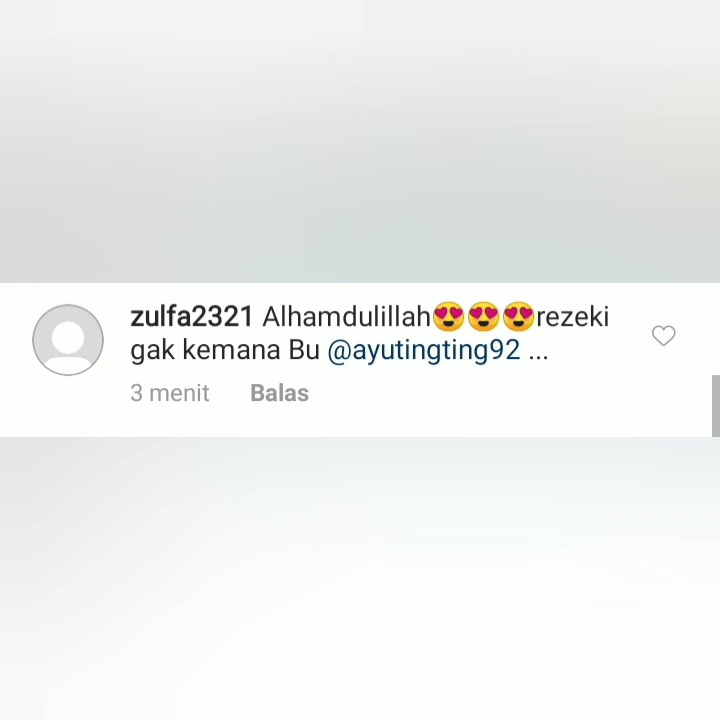 zulfa2321 Alhamdulillah😍😍😍rezeki
gak kemana Bu @ayutingting92 ...
3 menit Balas